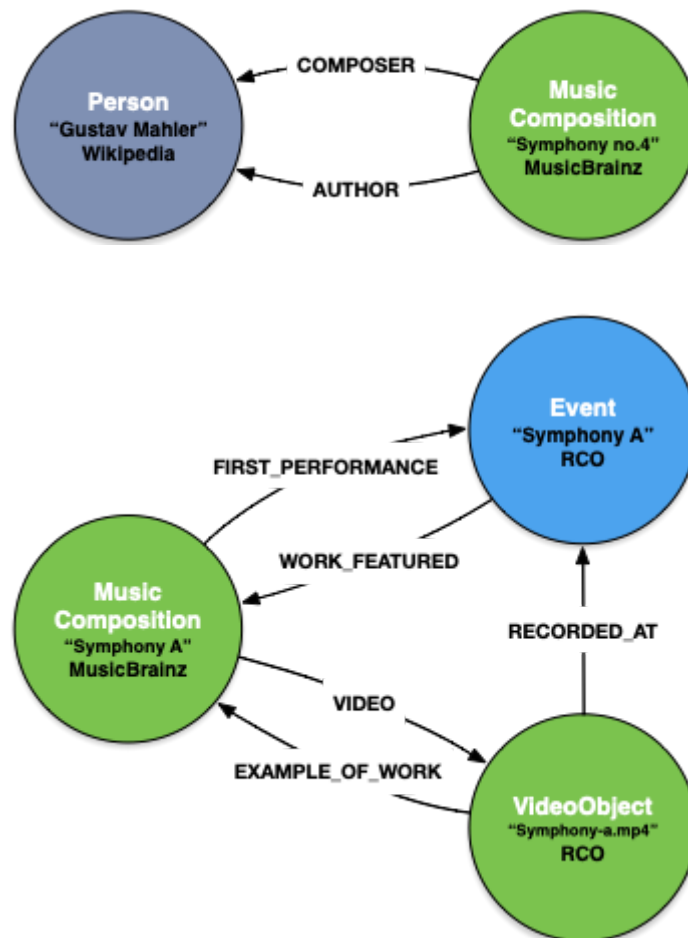 COMPOSER
Person
“Gustav Mahler”
Wikipedia
Music
Composition
“Symphony no.4”
MusicBrainz
AUTHOR
Event
“Symphony A”
RCO
FIRST_PERFORMANCE
WORK_FEATURED
Music
Composition
“Symphony A”
MusicBrainz
RECORDED_AT
VIDEO
EXAMPLE_OF_WORK
VideoObject
“Symphony-a.mp4”
RCO